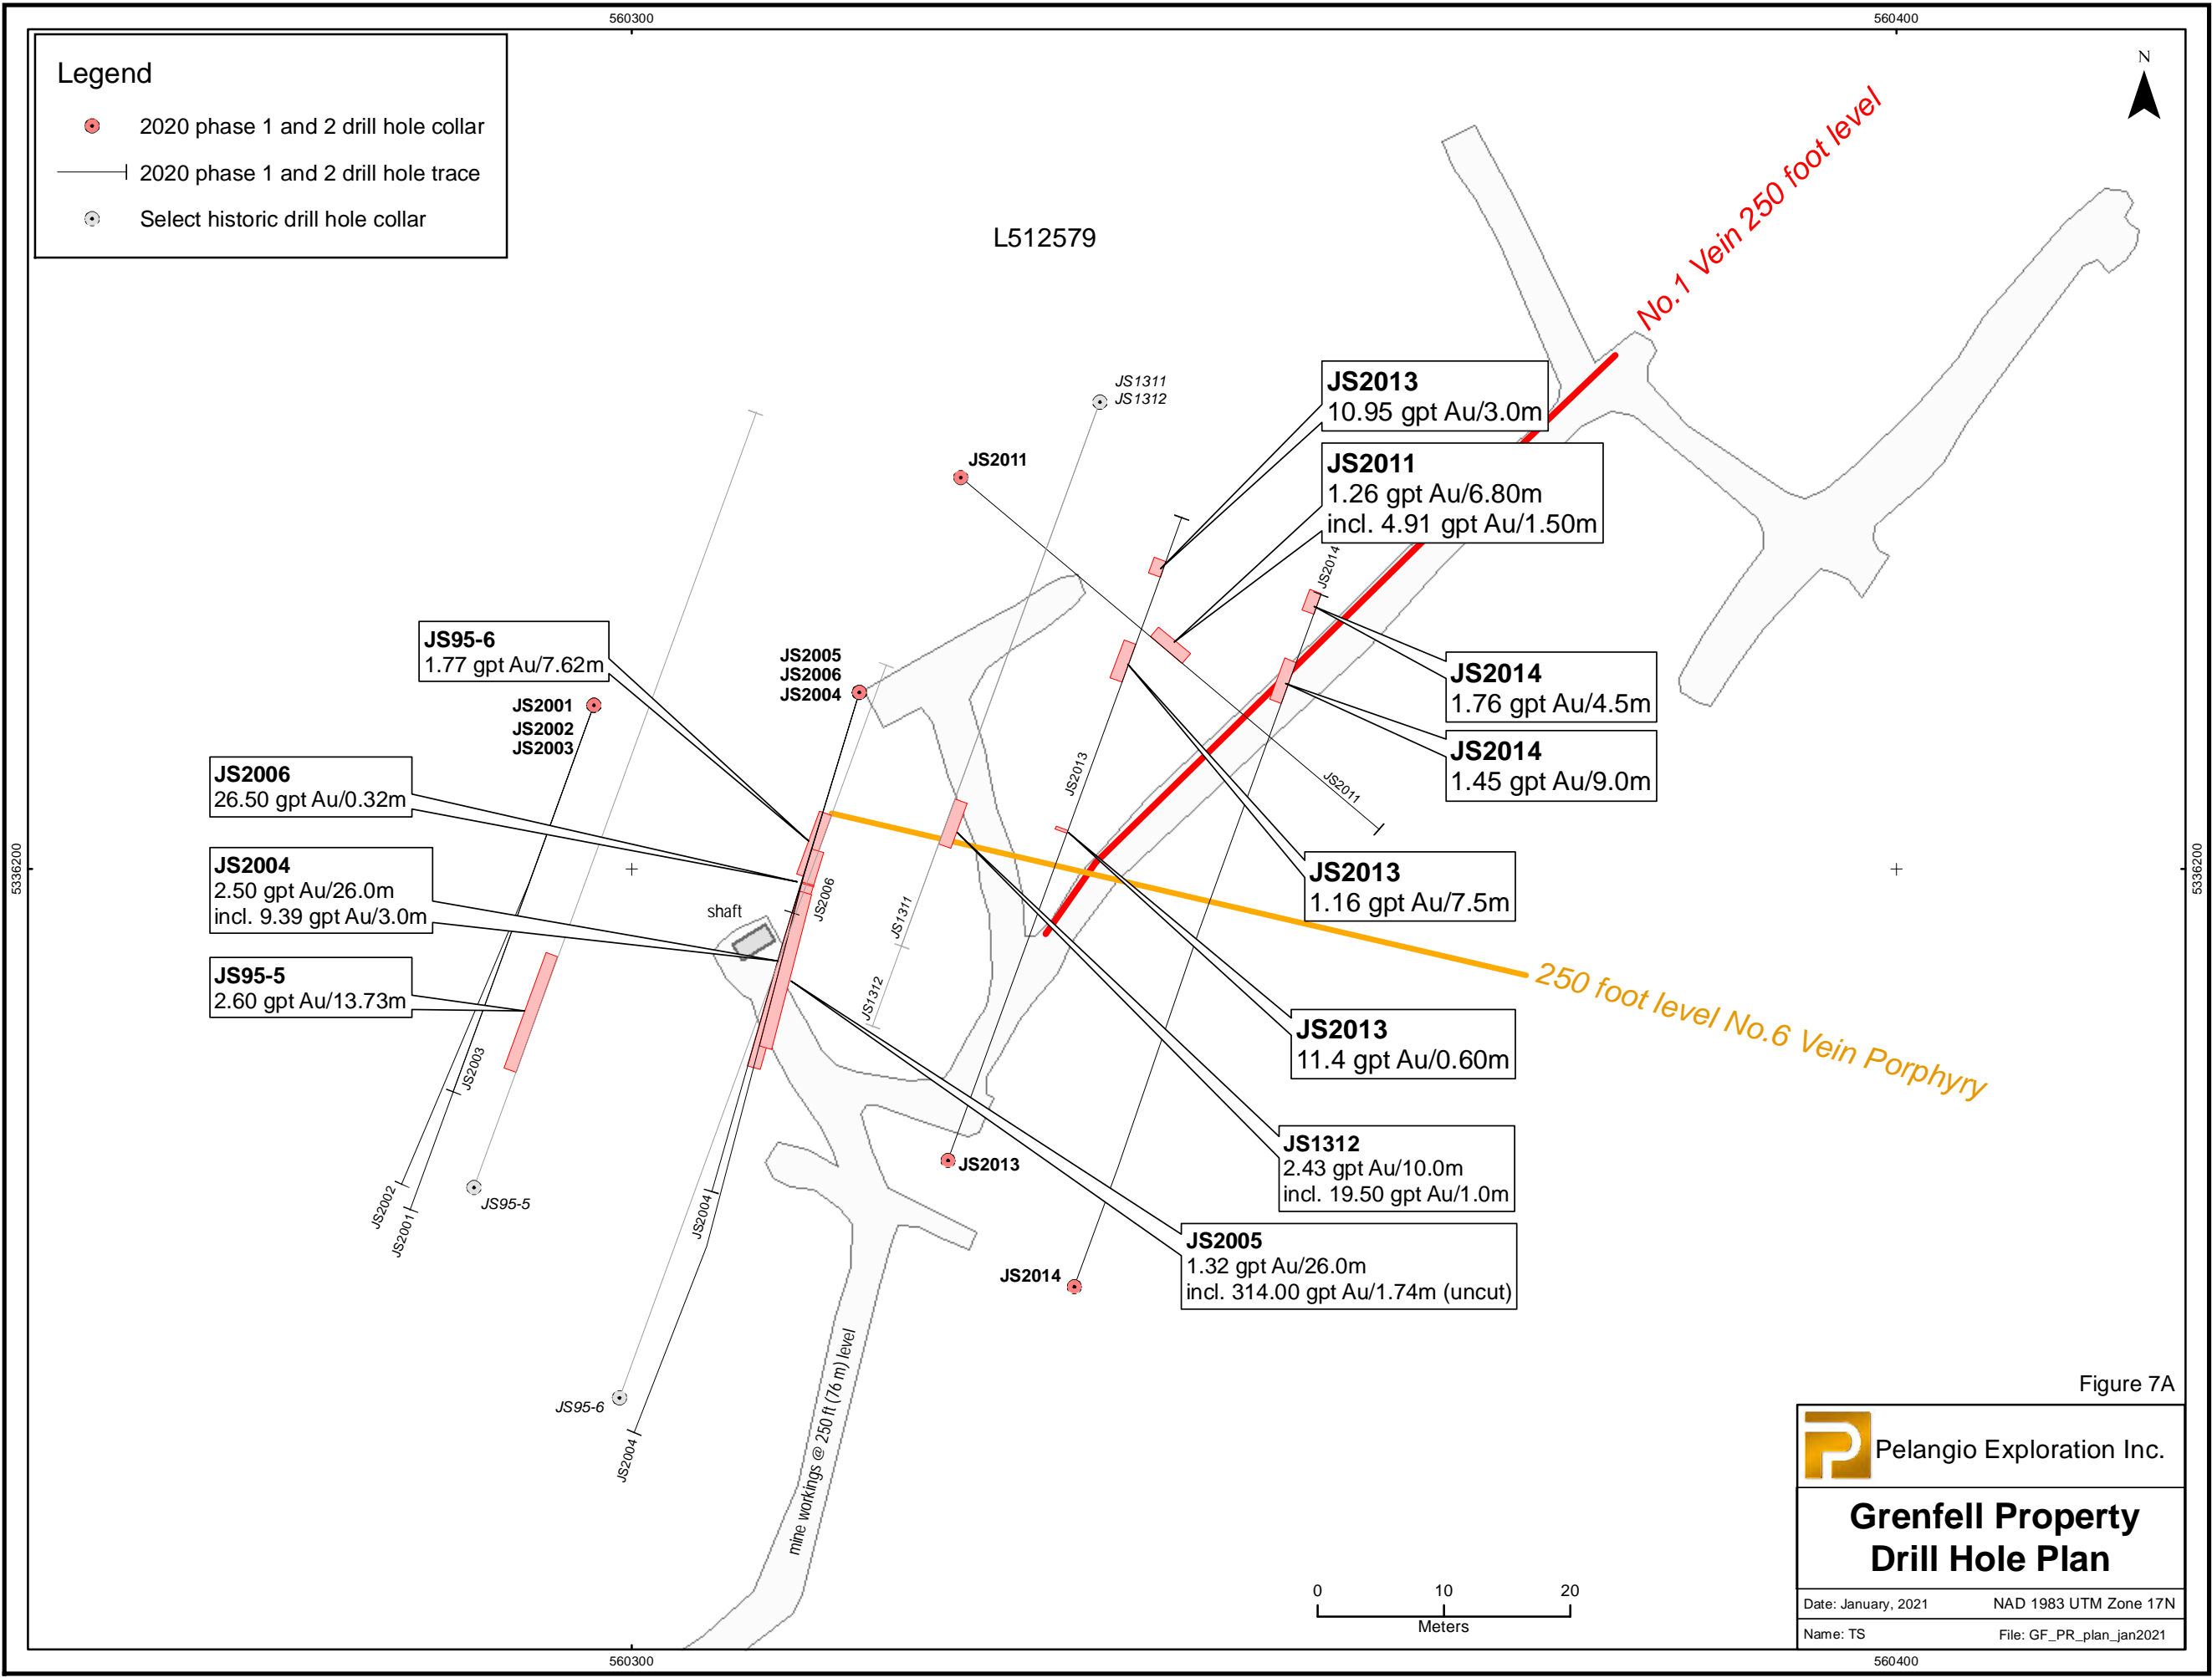 560300
560400
Legend
2020 phase 1 and 2 drill hole collar
2020 phase 1 and 2 drill hole trace
Select historic drill hole collar
N
L512579
No.1 Vein 250 foot level
JS1311
JS1312
JS2011
JS2013
10.95 gpt Au/3.0m
JS2011
1.26 gpt Au/6.80m
incl. 4.91 gpt Au/1.50m
JS2014
JS95-6
1.77 gpt Au/7.62m
JS2005
JS2006
JS2004
JS2001
JS2002
JS2003
JS2014
1.76 gpt Au/4.5m
JS2014
1.45 gpt Au/9.0m
JS2013
JS2011
JS2006
26.50 gpt Au/0.32m
JS2004
2.50 gpt Au/26.0m
incl. 9.39 gpt Au/3.0m
JS95-5
2.60 gpt Au/13.73m
5336200
5336200
shaft
JS2006
JS1311
JS1312
JS2013
1.16 gpt Au/7.5m
250 foot level No.6 Vein Porphyry
JS2013
11.4 gpt Au/0.60m
JS2003
JS2002
JS2001
JS95-5
JS2004
JS2013
JS1312
2.43 gpt Au/10.0m
incl. 19.50 gpt Au/1.0m
JS2005
1.32 gpt Au/26.0m
incl. 314.00 gpt Au/1.74m (uncut)
JS2014
JS95-6
JS2004
mine workings @ 250 ft (76 m) level
0 10 20
Meters
Figure 7A
Pelangio Exploration Inc.
Grenfell Property
Drill Hole Plan
Date: January, 2021 NAD 1983 UTM Zone 17N
Name: TS File: GF_PR_plan_jan2021
560300
560400